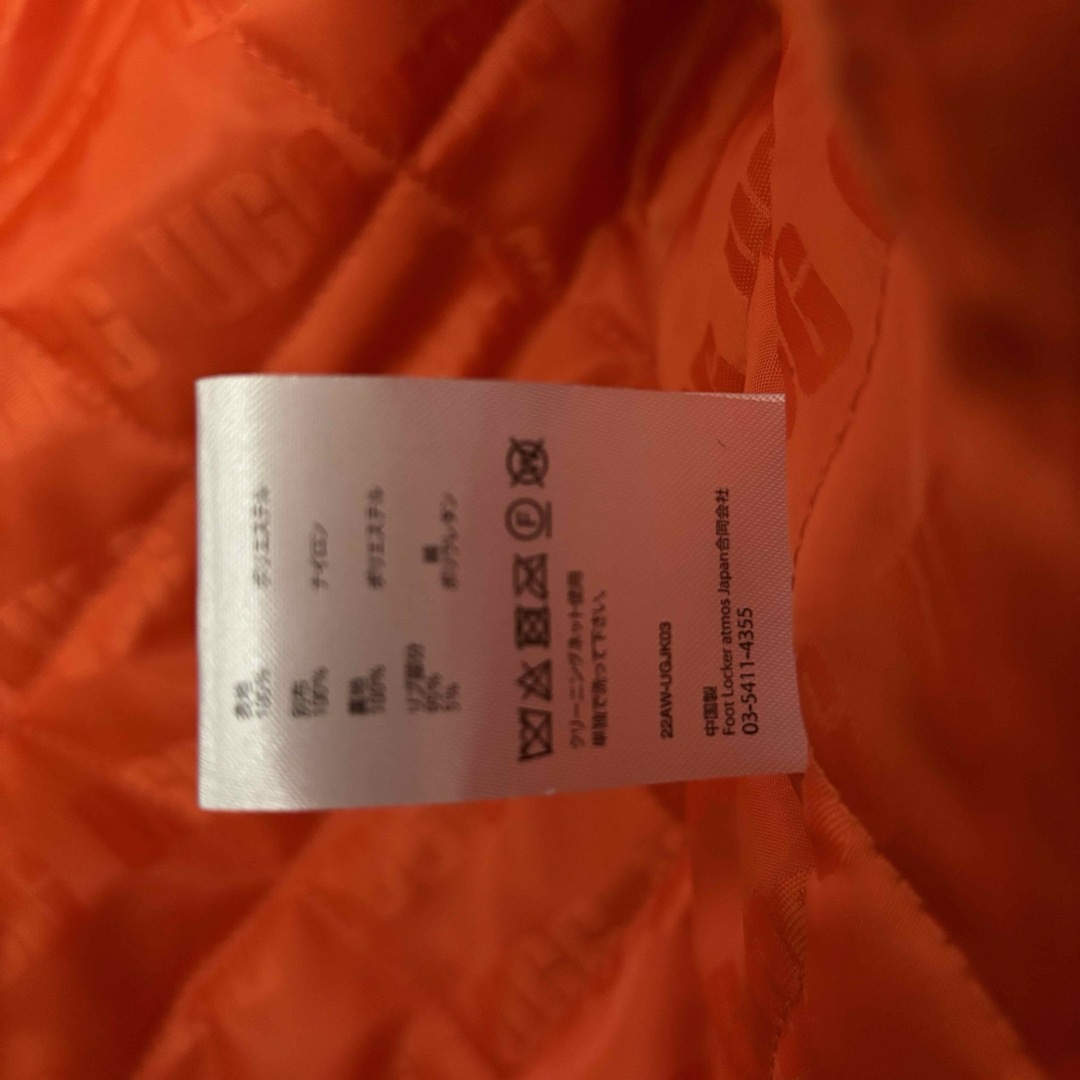 表地
100% ポリエステル
別布
100% ナイロン
裏地
100% ポリエステル
リブ部分
95% 綿
5% ポリウレタン
F
クリーニングネット使用
単独で洗って下さい。
22AW-UGJK03
中国製
Foot Locker atmos Japan合同会社
03-5411-4355